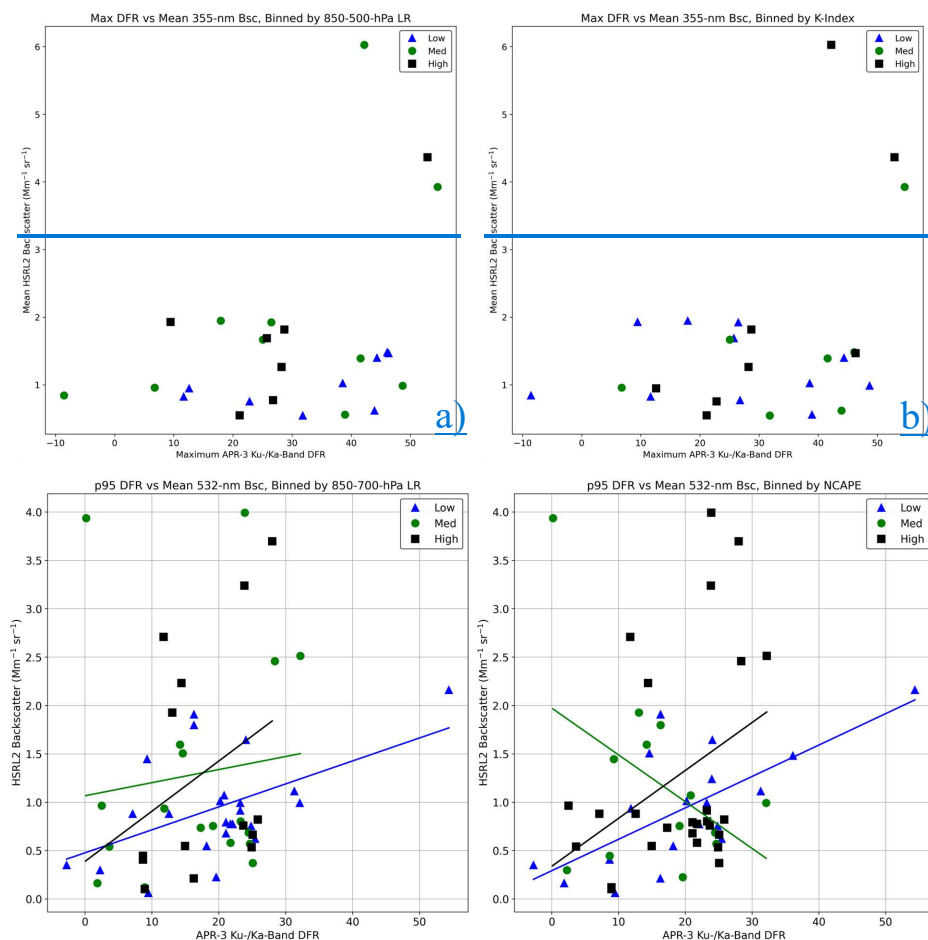 Max DFR vs Mean 355-nm Bsc, Binned by 850-500-hPa LR
Low
Med
High
Mean HSRL2 Backscatter (Mm⁻¹ sr⁻¹)
6
5
4
3
2
1
−10 0 10 20 30 40 50
Maximum APR-3 Ku-/Ka-Band DFR
a)
Max DFR vs Mean 355-nm Bsc, Binned by K-Index
Low
Med
High
Mean HSRL2 Backscatter (Mm⁻¹ sr⁻¹)
6
5
4
3
2
1
−10 0 10 20 30 40 50
Maximum APR-3 Ku-/Ka-Band DFR
b)
p95 DFR vs Mean 532-nm Bsc, Binned by 850-700-hPa LR
Low
Med
High
HSRL2 Backscatter (Mm⁻¹ sr⁻¹)
4.0
3.5
3.0
2.5
2.0
1.5
1.0
0.5
0.0
0 10 20 30 40 50
APR-3 Ku-/Ka-Band DFR
p95 DFR vs Mean 532-nm Bsc, Binned by NCAPE
Low
Med
High
HSRL2 Backscatter (Mm⁻¹ sr⁻¹)
4.0
3.5
3.0
2.5
2.0
1.5
1.0
0.5
0.0
0 10 20 30 40 50
APR-3 Ku-/Ka-Band DFR